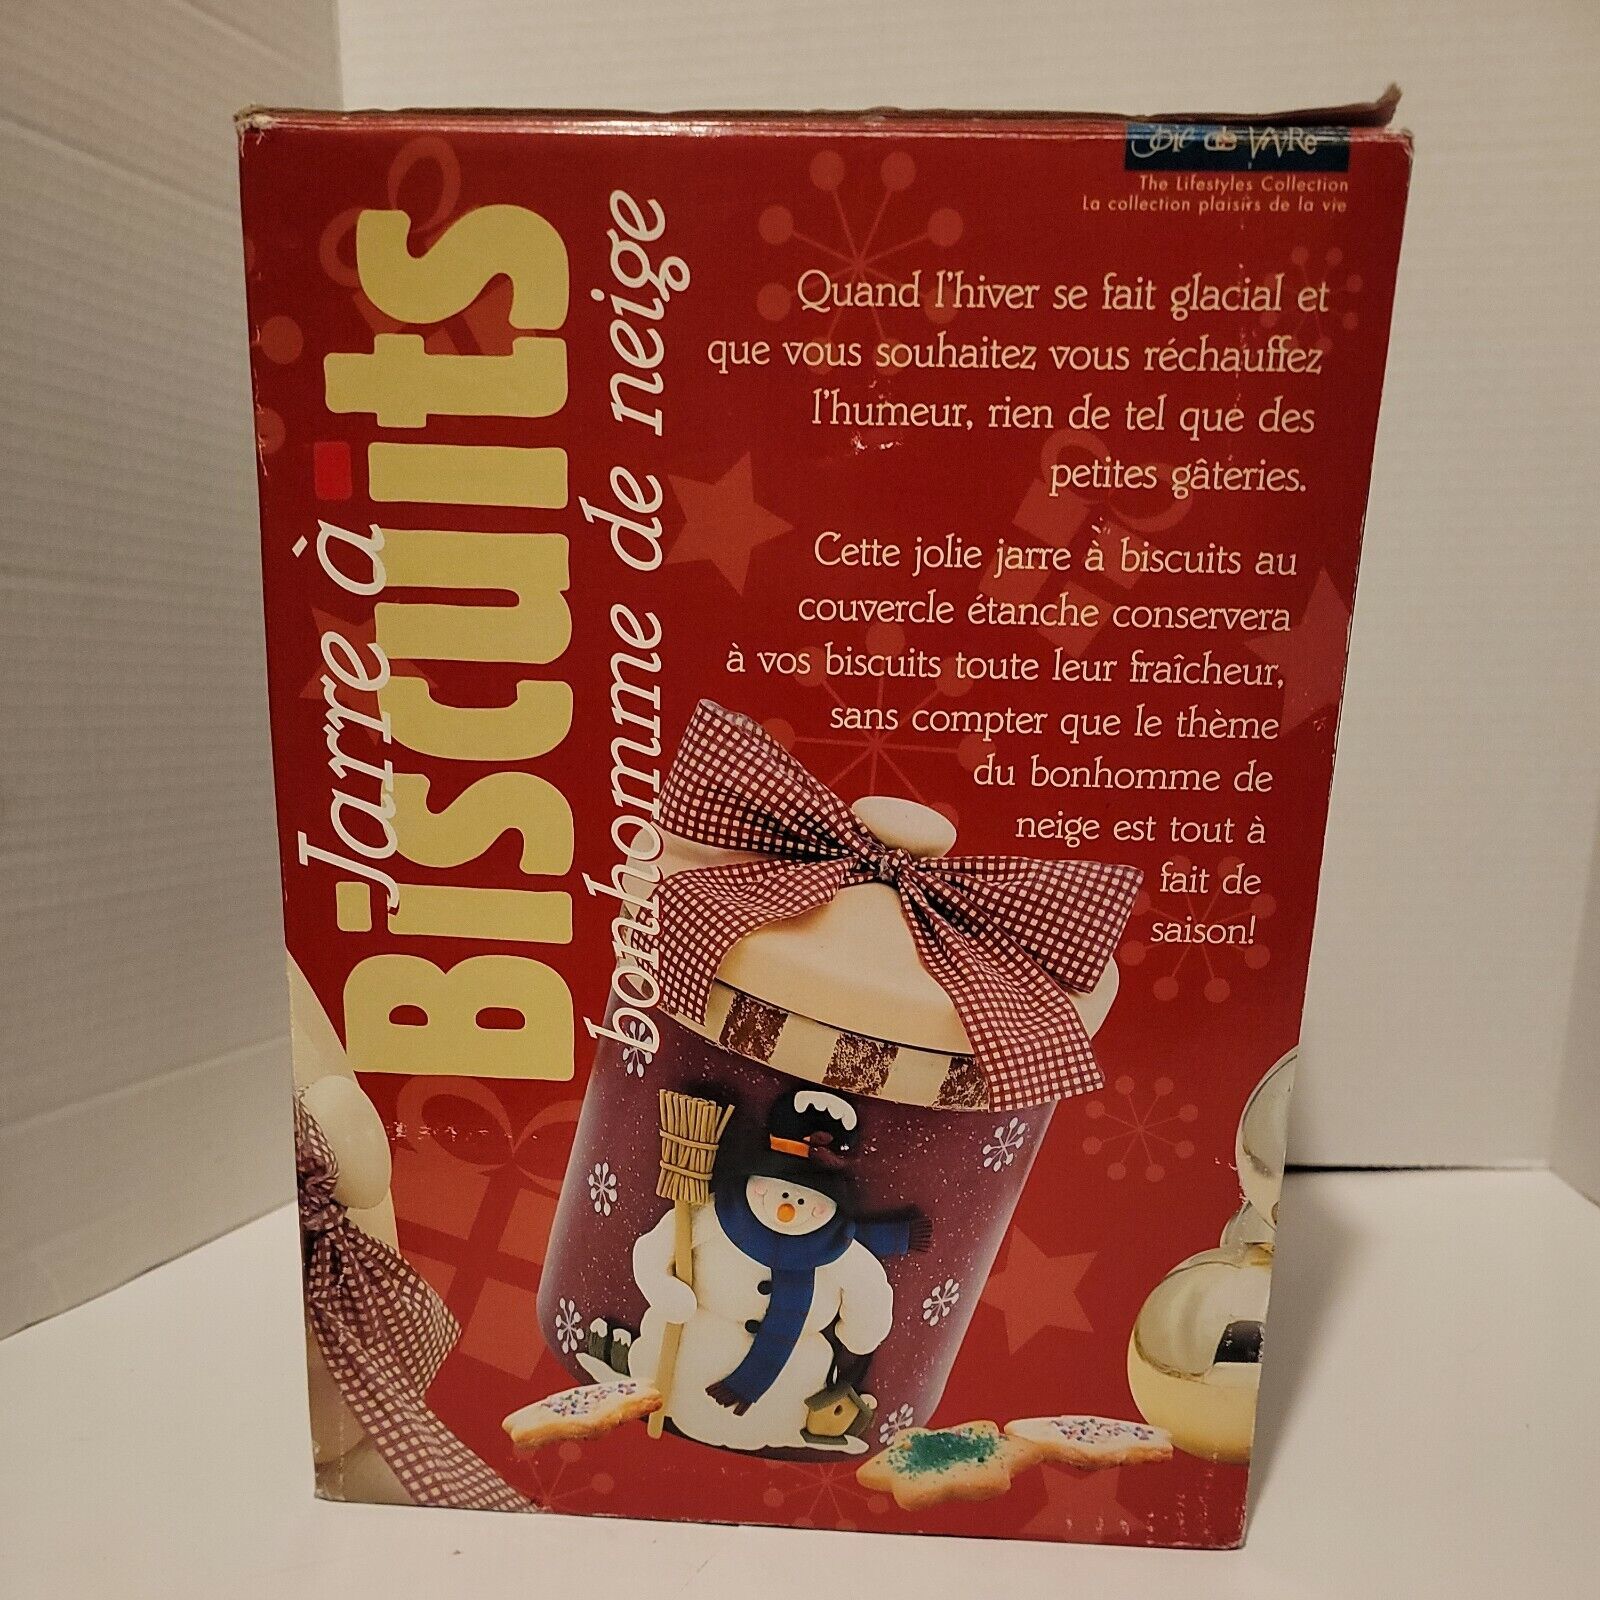 Joie de VIVRe
The Lifestyles Collection
La collection plaisirs de la vie
Jarre à
Biscuits
bonhomme de neige
Quand l'hiver se fait glacial et
que vous souhaitez vous réchauffez
l'humeur, rien de tel que des
petites gâteries.
Cette jolie jarre à biscuits au
couvercle étanche conservera
à vos biscuits toute leur fraîcheur,
sans compter que le thème
du bonhomme de
neige est tout à
fait de
saison!